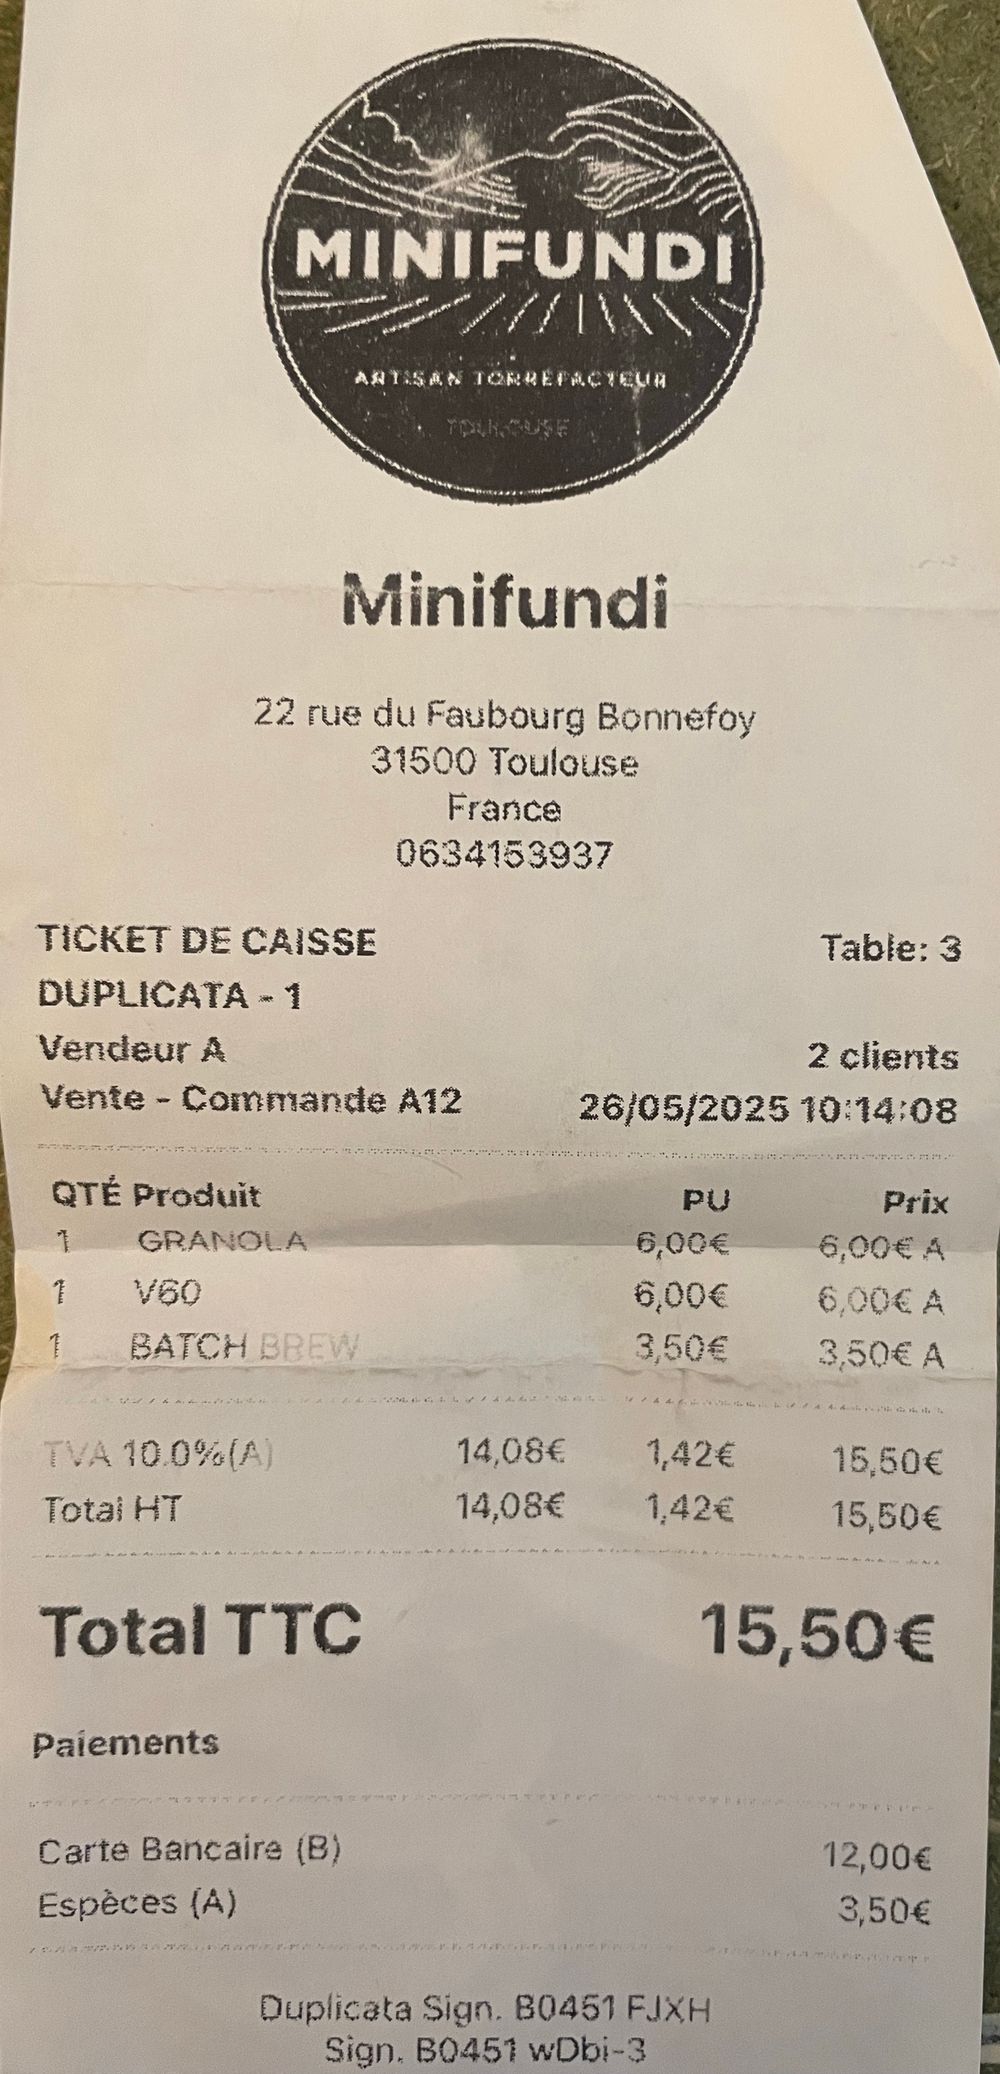 MINIFUNDI
ARTISAN TORRÉFACTEUR
TOULOUSE
Minifundi
22 rue du Faubourg Bonnefoy
31500 Toulouse
France
0634153937
TICKET DE CAISSE Table: 3
DUPLICATA - 1
Vendeur A 2 clients
Vente - Commande A12 26/05/2025 10:14:08
QTÉ Produit PU Prix
1 GRANOLA 6,00€ 6,00€ A
1 V60 6,00€ 6,00€ A
1 BATCH BREW 3,50€ 3,50€ A
TVA 10.0%(A) 14,08€ 1,42€ 15,50€
Total HT 14,08€ 1,42€ 15,50€
Total TTC 15,50€
Paiements
Carte Bancaire (B) 12,00€
Espèces (A) 3,50€
Duplicata Sign. B0451 FJXH
Sign. B0451 wDbi-3